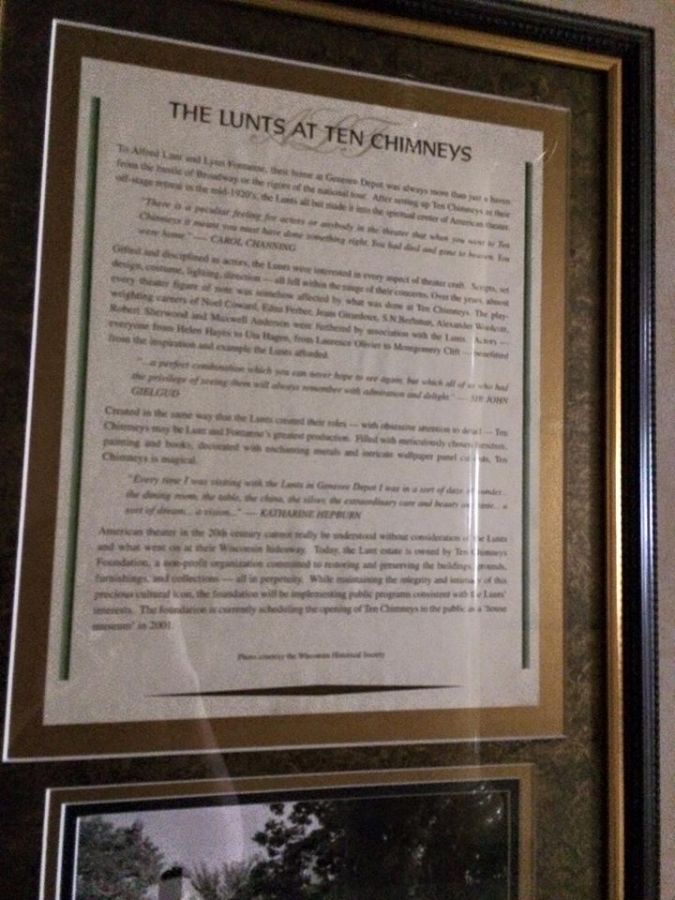 THE LUNTS AT TEN CHIMNEYS
To Alfred Lunt and Lynn Fontanne, their home at Genesee Depot was always more than just a haven
from the bustle of Broadway or the rigors of the national tour. After setting up Ten Chimneys as their
off-stage retreat in the mid-1920's, the Lunts all but made it into the spiritual center of American theater.
"There is a peculiar feeling for actors or anybody in the theater that when you went to Ten
Chimneys it meant you must have done something right. You had died and gone to heaven. You
were home." — CAROL CHANNING
Gifted and disciplined as actors, the Lunts were interested in every aspect of theater craft. Scripts, set
design, costume, lighting, direction — all fell within the range of their concerns. Over the years, almost
every theater figure of note was somehow affected by what was done at Ten Chimneys. The play-
weighting careers of Noel Coward, Edna Ferber, Jean Giraudoux, S.N. Berhman, Alexander Woolcott,
Robert Sherwood and Maxwell Anderson were furthered by association with the Lunts. Actors —
everyone from Helen Hayes to Uta Hagen, from Laurence Olivier to Montgomery Clift — benefitted
from the inspiration and example the Lunts afforded.
"...a perfect combination which you can never hope to see again, but which all of us who had
the privilege of seeing them will always remember with admiration and delight." — SIR JOHN
GIELGUD
Created in the same way that the Lunts created their roles — with obsessive attention to detail — Ten
Chimneys may be Lunt and Fontanne's greatest production. Filled with meticulously chosen furniture,
painting and books, decorated with enchanting murals and intricate wallpaper panel Ten
Chimneys is magical.
"Every time I was visiting with the Lunts in Genesee Depot I was in a sort of daze of wonder...
the dining room, the table, the china, the silver, the extraordinary care and beauty and taste... a
sort of dream... a vision..." — KATHARINE HEPBURN
American theater in the 20th century cannot really be understood without consideration of the Lunts
and what went on at their Wisconsin hideaway. Today, the Lunt estate is owned by Ten Chimneys
Foundation, a non-profit organization committed to restoring and preserving the buildings, grounds,
furnishings, and collections — all in perpetuity. While maintaining the integrity and intimacy of this
precious cultural icon, the foundation will be implementing public programs consistent with the Lunts'
interests. The foundation is currently scheduling the opening of Ten Chimneys to the public as a "house
museum" in 2001.
Photo courtesy the Wisconsin Historical Society